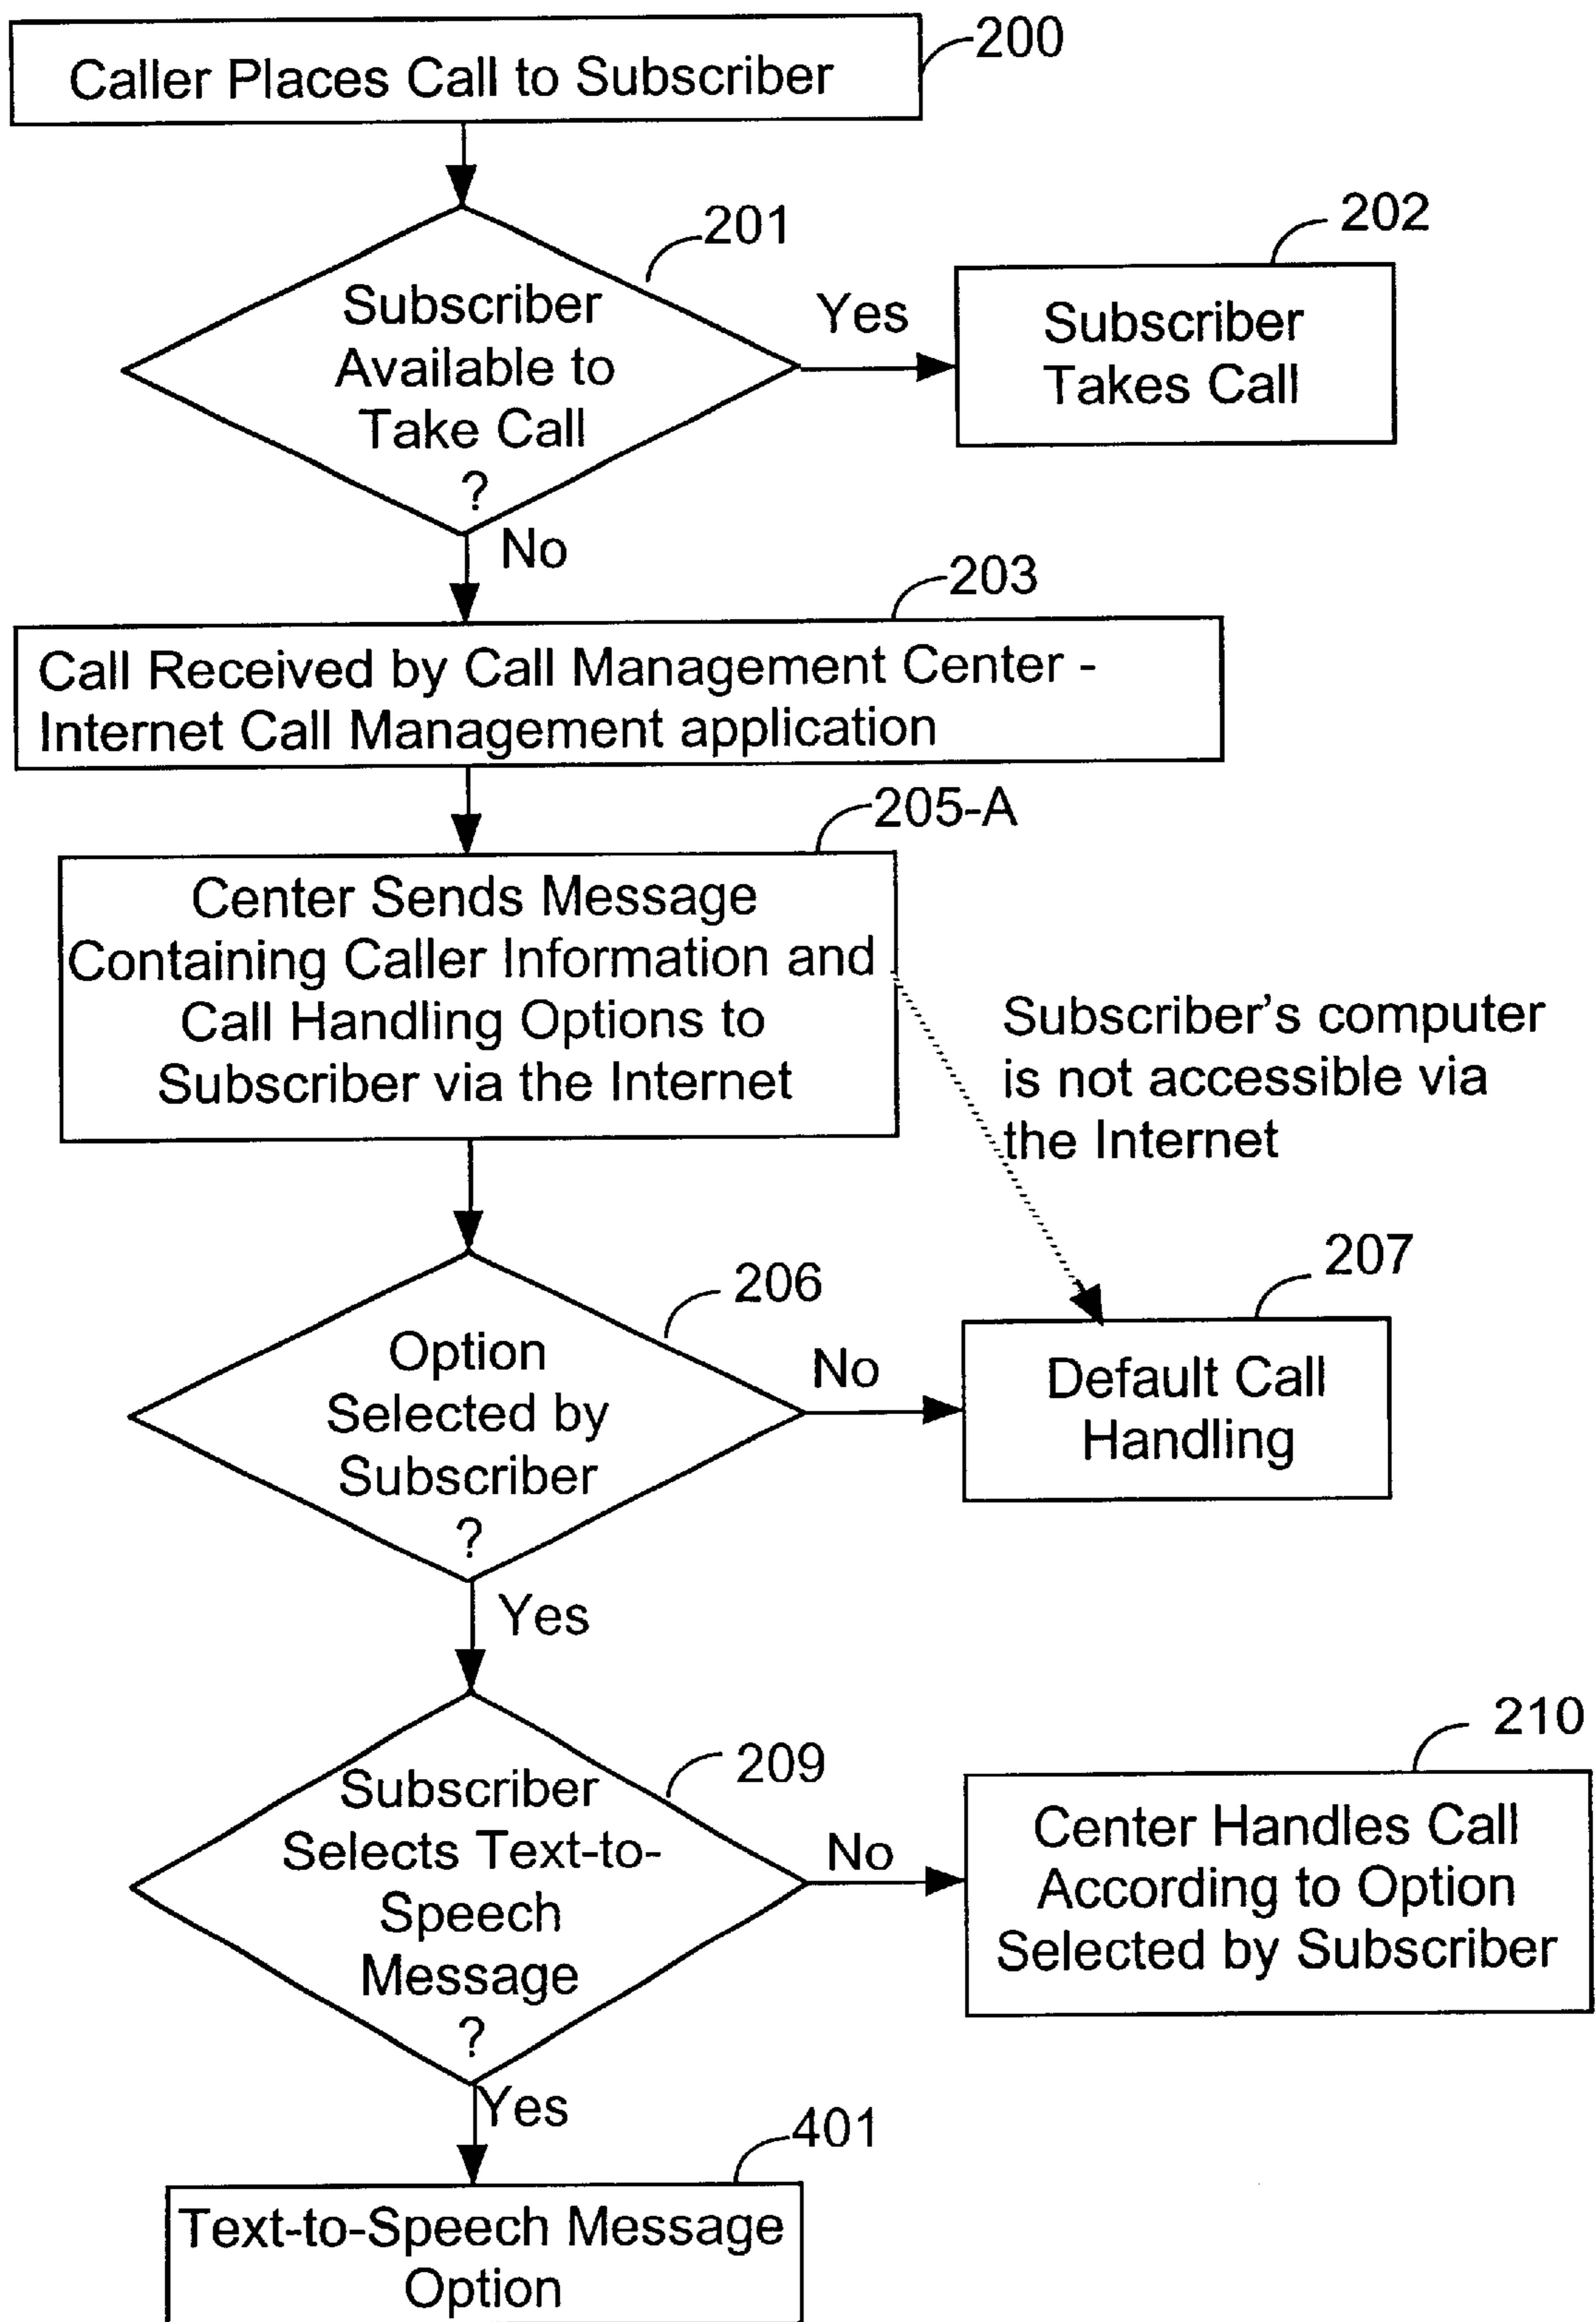 200
Caller Places Call to Subscriber
201
Subscriber
Available to
Take Call
?
Yes
202
Subscriber
Takes Call
No
203
Call Received by Call Management Center -
Internet Call Management application
205-A
Center Sends Message
Containing Caller Information and
Call Handling Options to
Subscriber via the Internet
Subscriber's computer
is not accessible via
the Internet
206
Option
Selected by
Subscriber
?
No
207
Default Call
Handling
Yes
209
Subscriber
Selects Text-to-
Speech
Message
?
No
210
Center Handles Call
According to Option
Selected by Subscriber
Yes
401
Text-to-Speech Message
Option